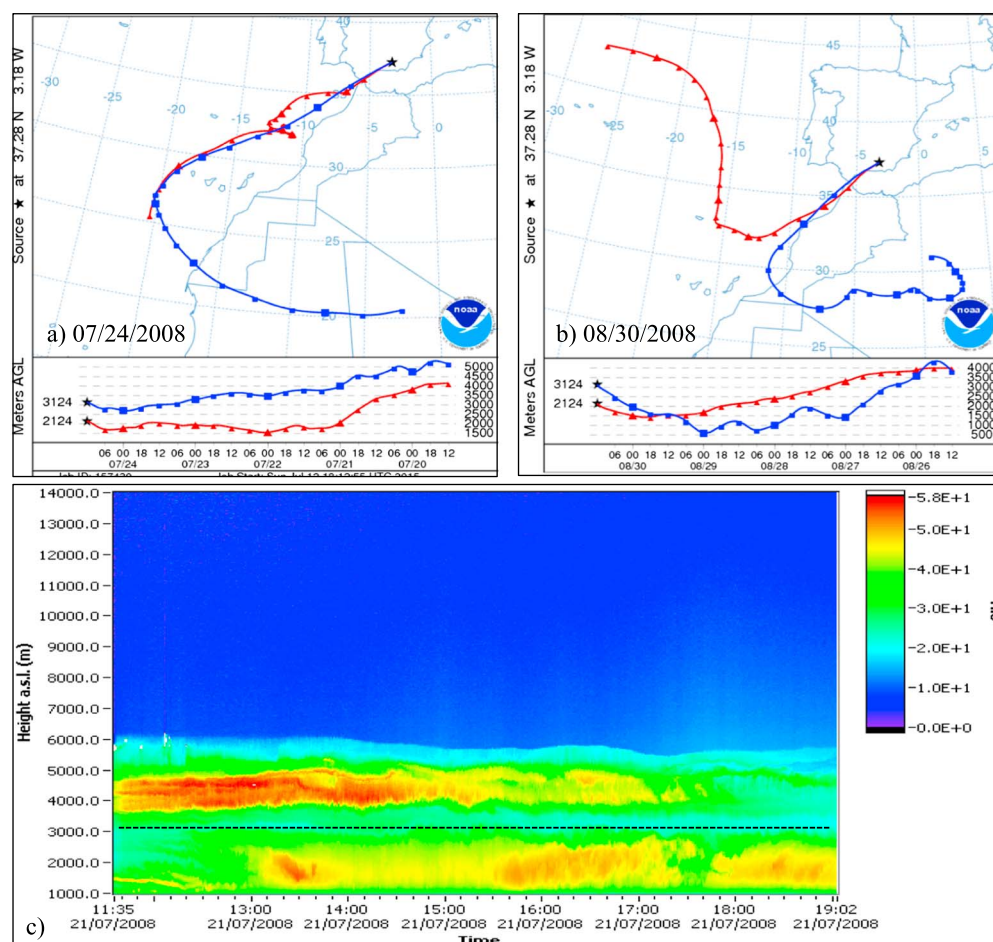 Source ★ at 37.28 N 3.18 W
40
-30
-25
-20
-15
-10
-5
0
30
25
20
noaa
a) 07/24/2008
Meters AGL
3124
2124
5000
4500
4000
3500
3000
2500
2000
1500
06 00 18 12 06 00 18 12 06 00 18 12 06 00 18 12 06 00 18 12
07/24 07/23 07/22 07/21 07/20
Source ★ at 37.28 N 3.18 W
45
40
-30
-25
-20
-15
-10
-5
0
5
35
30
25
noaa
b) 08/30/2008
Meters AGL
3124
2124
4000
3500
3000
2500
2000
1500
1000
500
06 00 18 12 06 00 18 12 06 00 18 12 06 00 18 12 06 00 18 12
08/30 08/29 08/28 08/27 08/26
Height a.s.l. (m)
14000.0
13000.0
12000.0
11000.0
10000.0
9000.0
8000.0
7000.0
6000.0
5000.0
4000.0
3000.0
2000.0
1000.0
11:35 13:00 14:00 15:00 16:00 17:00 18:00 19:02
21/07/2008 21/07/2008 21/07/2008 21/07/2008 21/07/2008 21/07/2008 21/07/2008 21/07/2008
Time
c)
5.8E+1
5.0E+1
4.0E+1
3.0E+1
2.0E+1
1.0E+1
0.0E+0